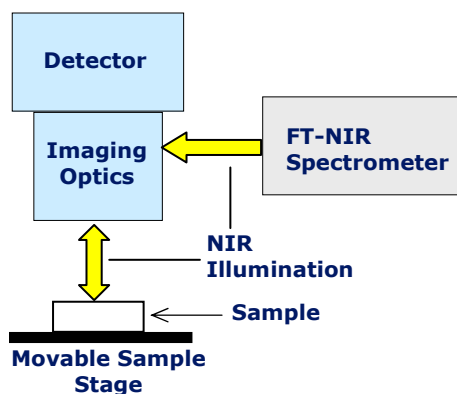 Detector
Imaging
Optics
FT-NIR
Spectrometer
NIR
Illumination
Sample
Movable Sample
Stage